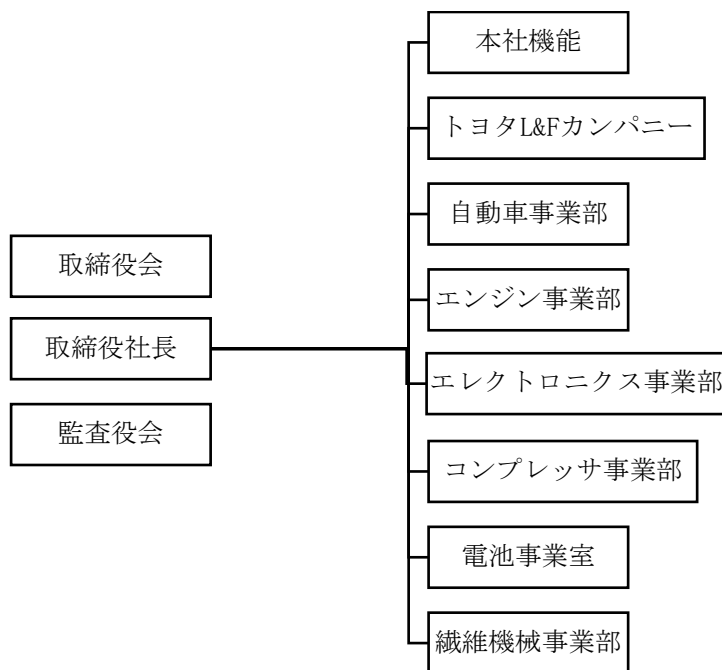 取締役会
取締役社長
監査役会
本社機能
トヨタL&Fカンパニー
自動車事業部
エンジン事業部
エレクトロニクス事業部
コンプレッサ事業部
電池事業室
繊維機械事業部